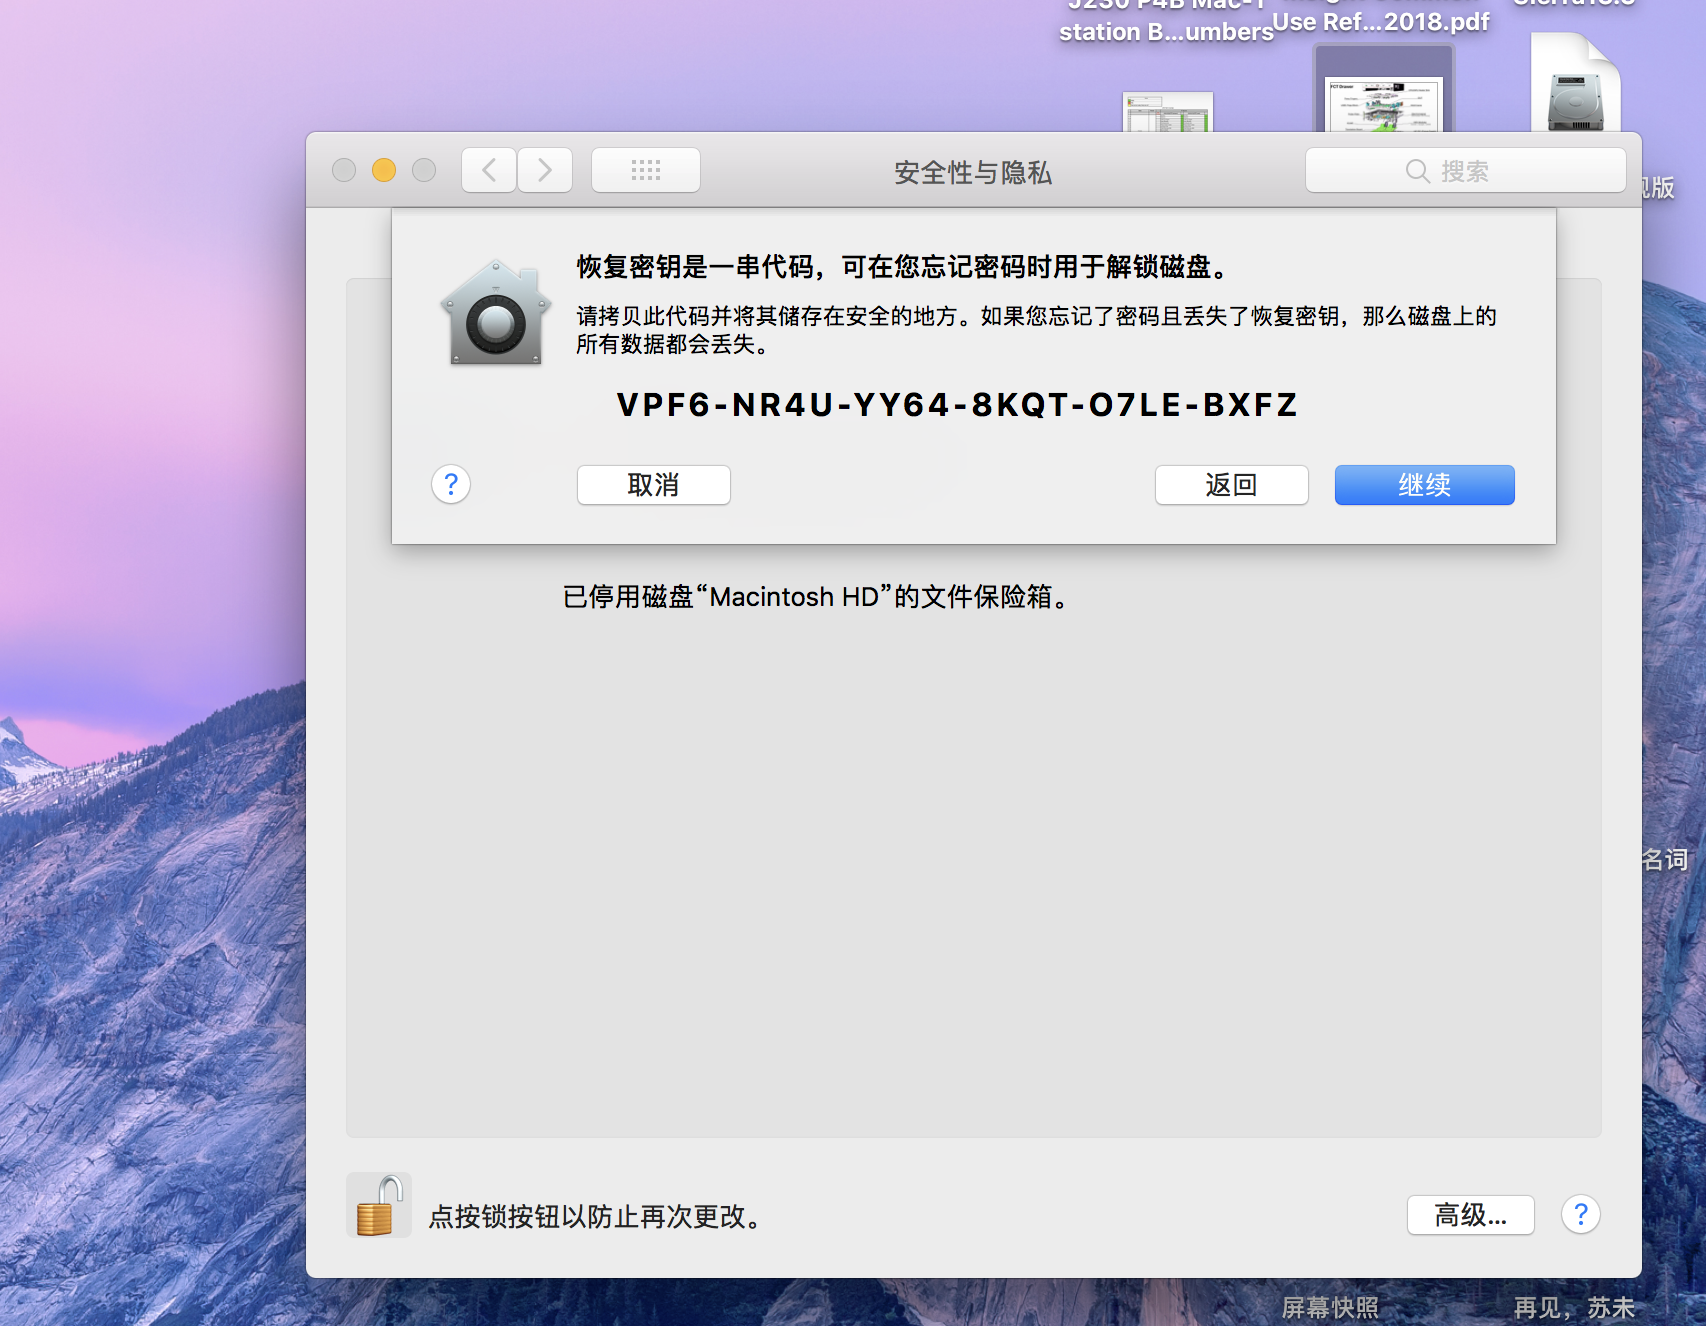 station B...umbers
Use Ref...2018.pdf
安全性与隐私
搜索
版
恢复密钥是一串代码，可在您忘记密码时用于解锁磁盘。
请拷贝此代码并将其储存在安全的地方。如果您忘记了密码且丢失了恢复密钥，那么磁盘上的
所有数据都会丢失。
VPF6-NR4U-YY64-8KQT-O7LE-BXFZ
?
取消
返回
继续
已停用磁盘“Macintosh HD”的文件保险箱。
名词
点按锁按钮以防止再次更改。
高级...
?
屏幕快照
再见，苏未